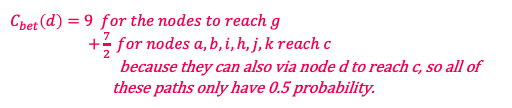 C_bet(d) = 9 for the nodes to reach g
+7/2 for nodes a, b, i, h, j, k reach c
because they can also via node d to reach c, so all of
these paths only have 0.5 probability.